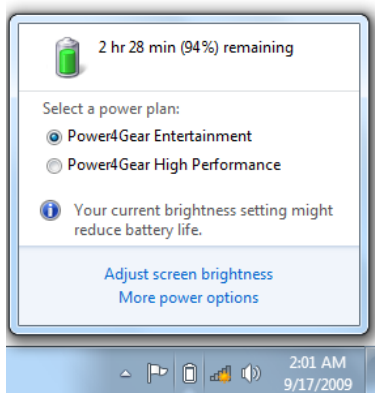 2 hr 28 min (94%) remaining
Select a power plan:
Power4Gear Entertainment
Power4Gear High Performance
Your current brightness setting might
reduce battery life.
Adjust screen brightness
More power options
2:01 AM
9/17/2009